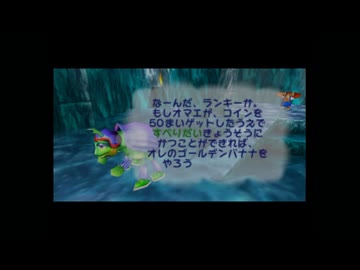 なーんだ、ランキーか。
もしオマエが、コインを
50まいゲットしたうえで
すべりだいきょうそうに
かつことができれば、
オレのゴールデンバナナを
やろう